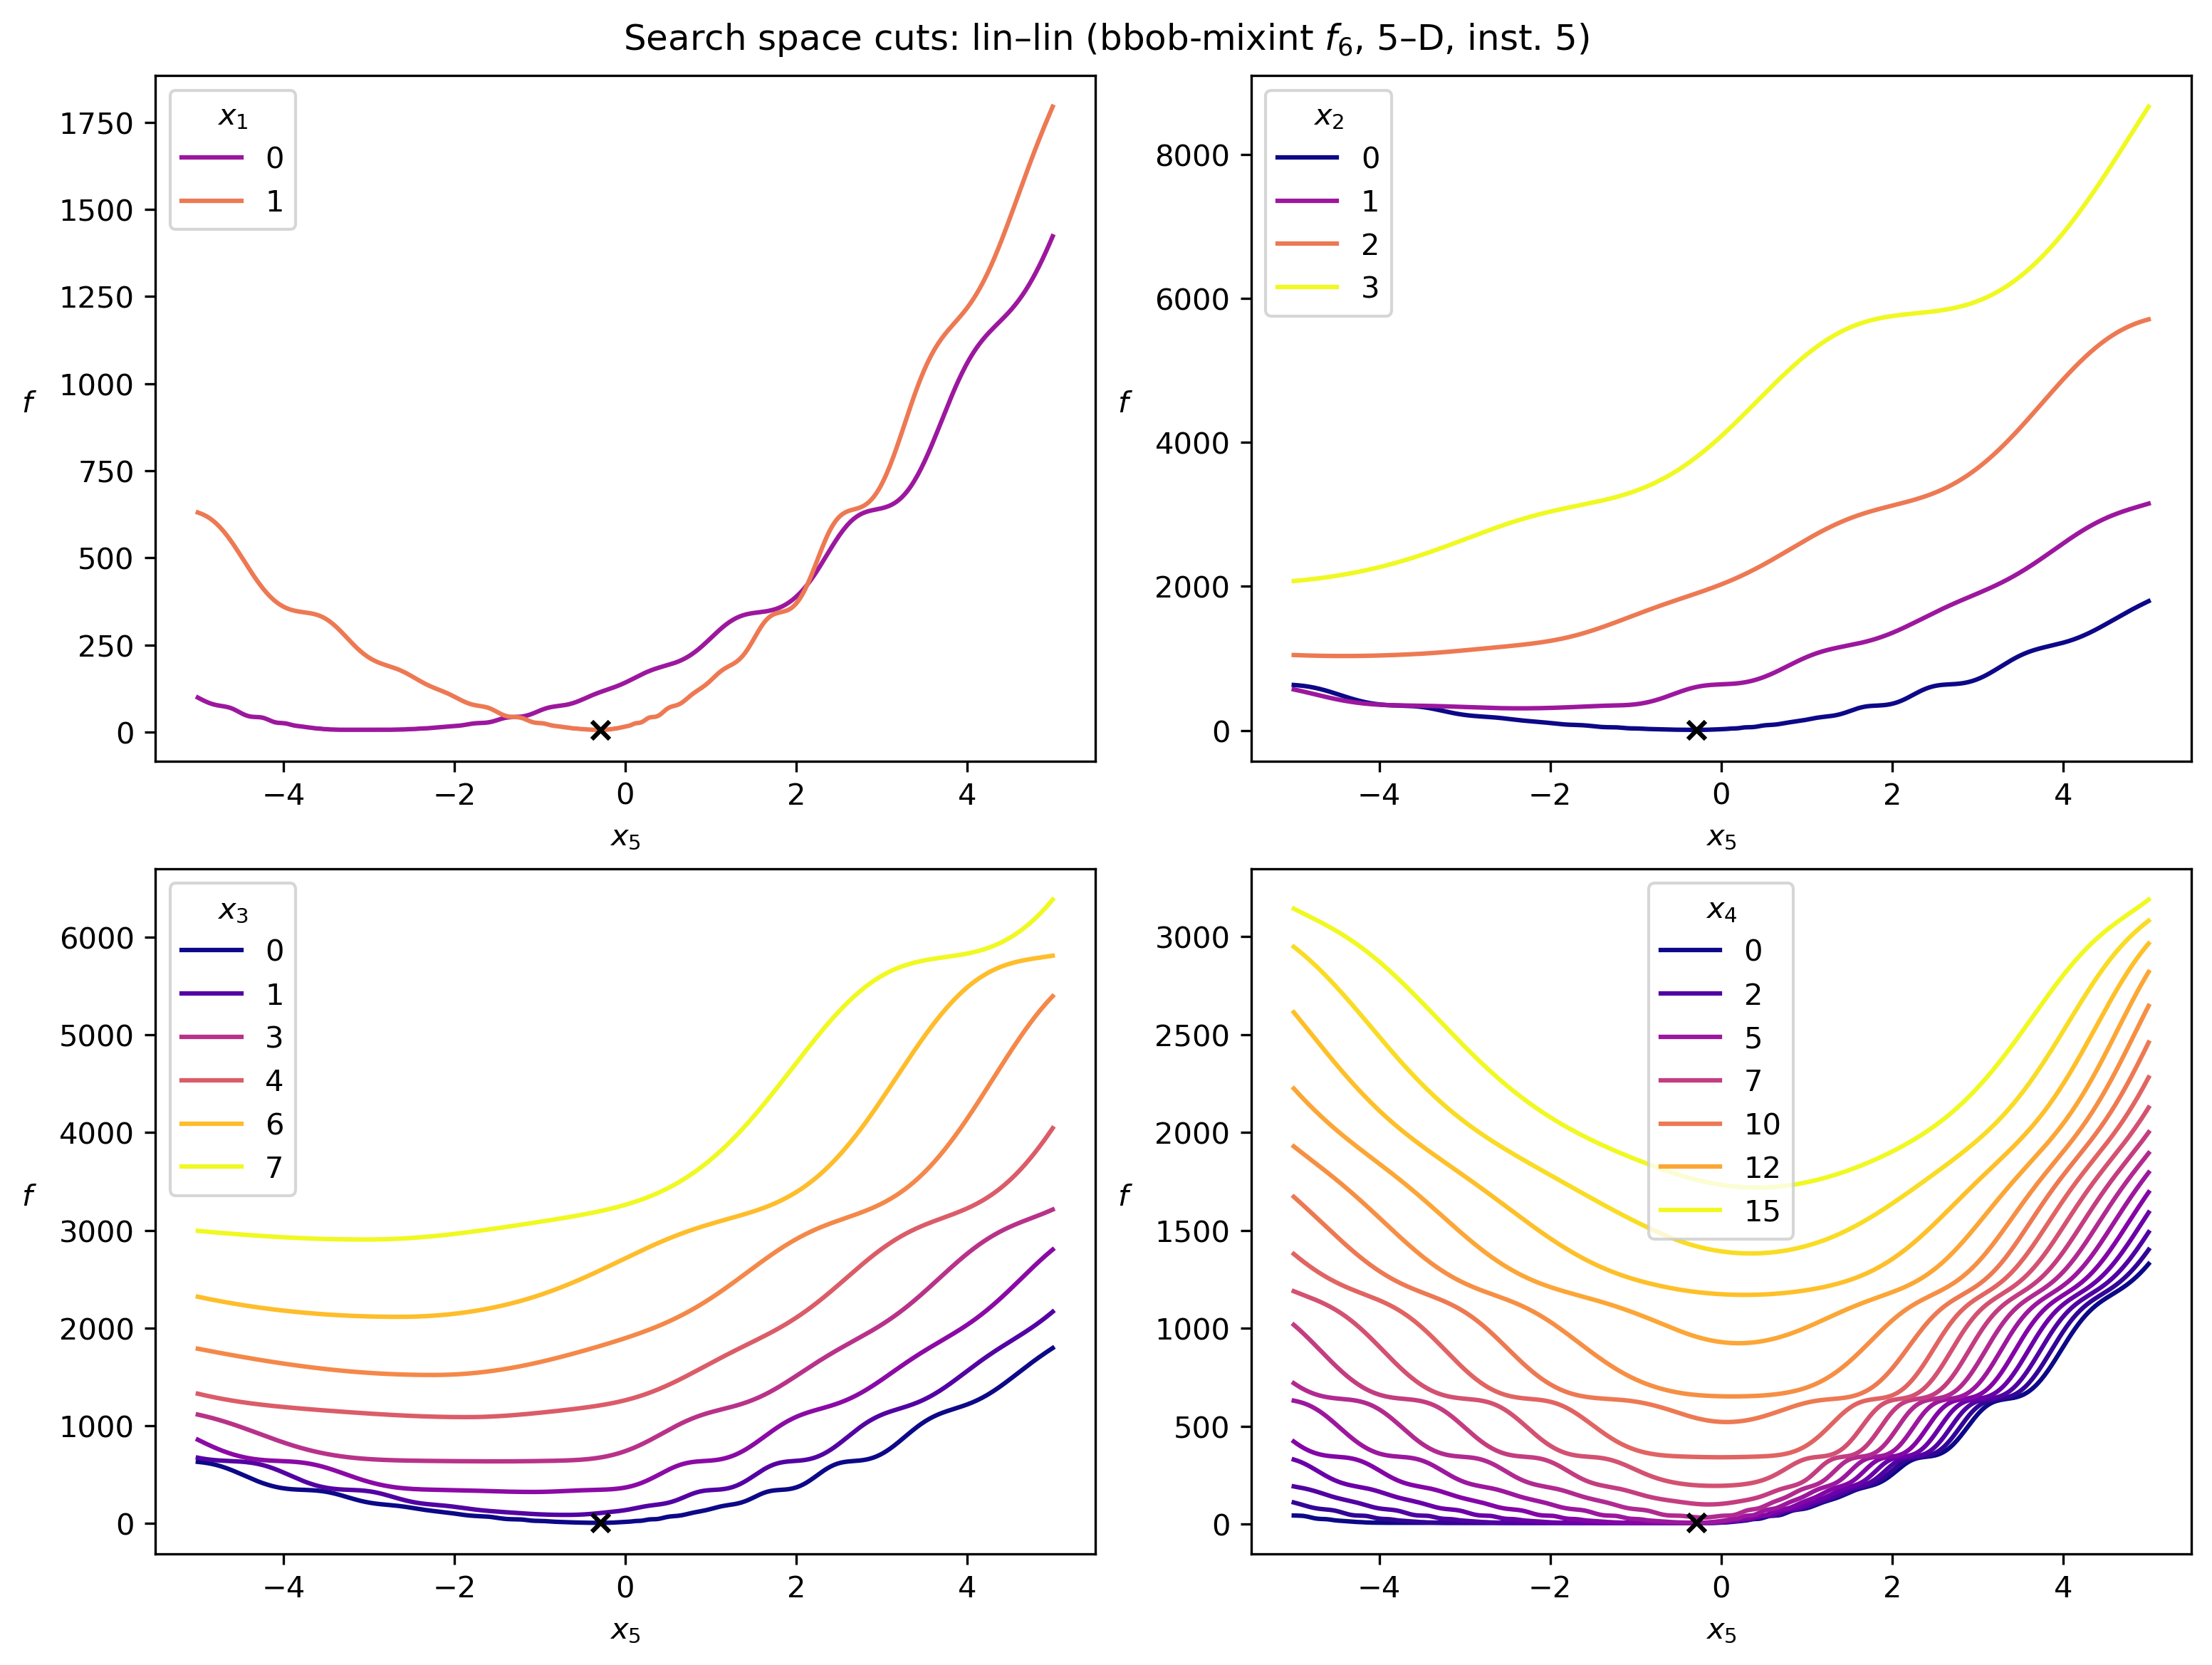 Search space cuts: lin–lin (bbob-mixint f6, 5–D, inst. 5)
x1
0
1
1750
1500
1250
1000
750
500
250
0
f
−4 −2 0 2 4
x5
x2
0
1
2
3
8000
6000
4000
2000
0
f
−4 −2 0 2 4
x5
x3
0
1
3
4
6
7
6000
5000
4000
3000
2000
1000
0
f
−4 −2 0 2 4
x5
x4
0
2
5
7
10
12
15
3000
2500
2000
1500
1000
500
0
f
−4 −2 0 2 4
x5